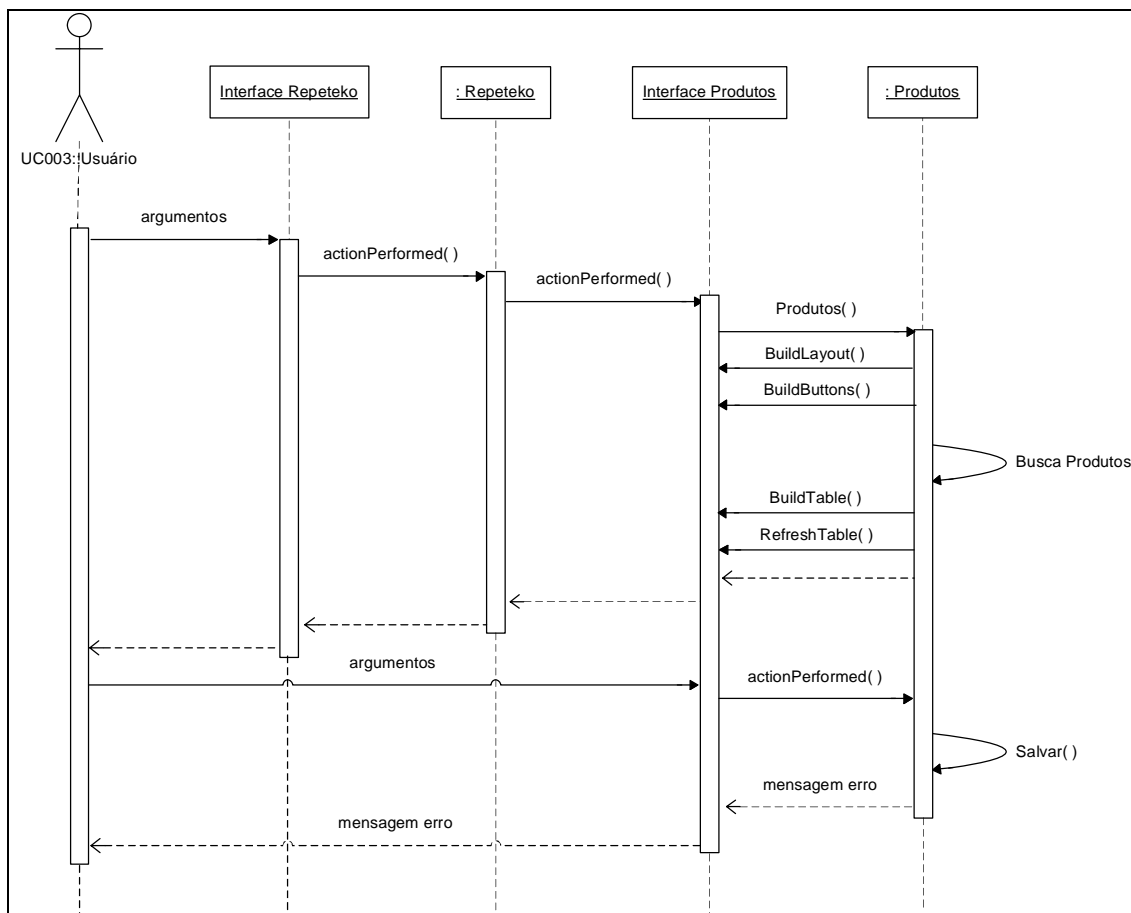 Interface Repeteko
: Repeteko
Interface Produtos
: Produtos
UC003::Usuário
argumentos
actionPerformed( )
actionPerformed( )
Produtos( )
BuildLayout( )
BuildButtons( )
Busca Produtos
BuildTable( )
RefreshTable( )
argumentos
actionPerformed( )
Salvar( )
mensagem erro
mensagem erro